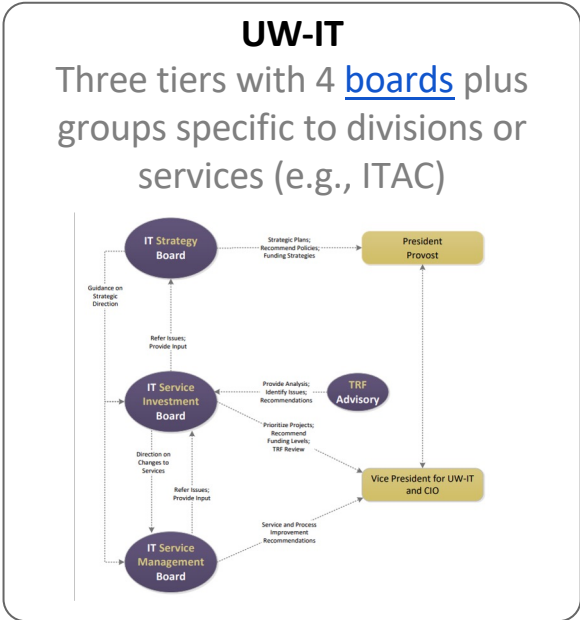 UW-IT
Three tiers with 4 boards plus
groups specific to divisions or
services (e.g., ITAC)
IT Strategy
Board
Strategic Plans;
Recommend Policies;
Funding Strategies
President
Provost
Guidance on
Strategic
Direction
Refer Issues;
Provide Input
IT Service
Investment
Board
Provide Analysis;
Identify Issues;
Recommendations
TRF
Advisory
Prioritize Projects;
Recommend
Funding Levels;
TRF Review
Direction on
Changes to
Services
Refer Issues;
Provide Input
Vice President for UW-IT
and CIO
Service and Process
Improvement
Recommendations
IT Service
Management
Board